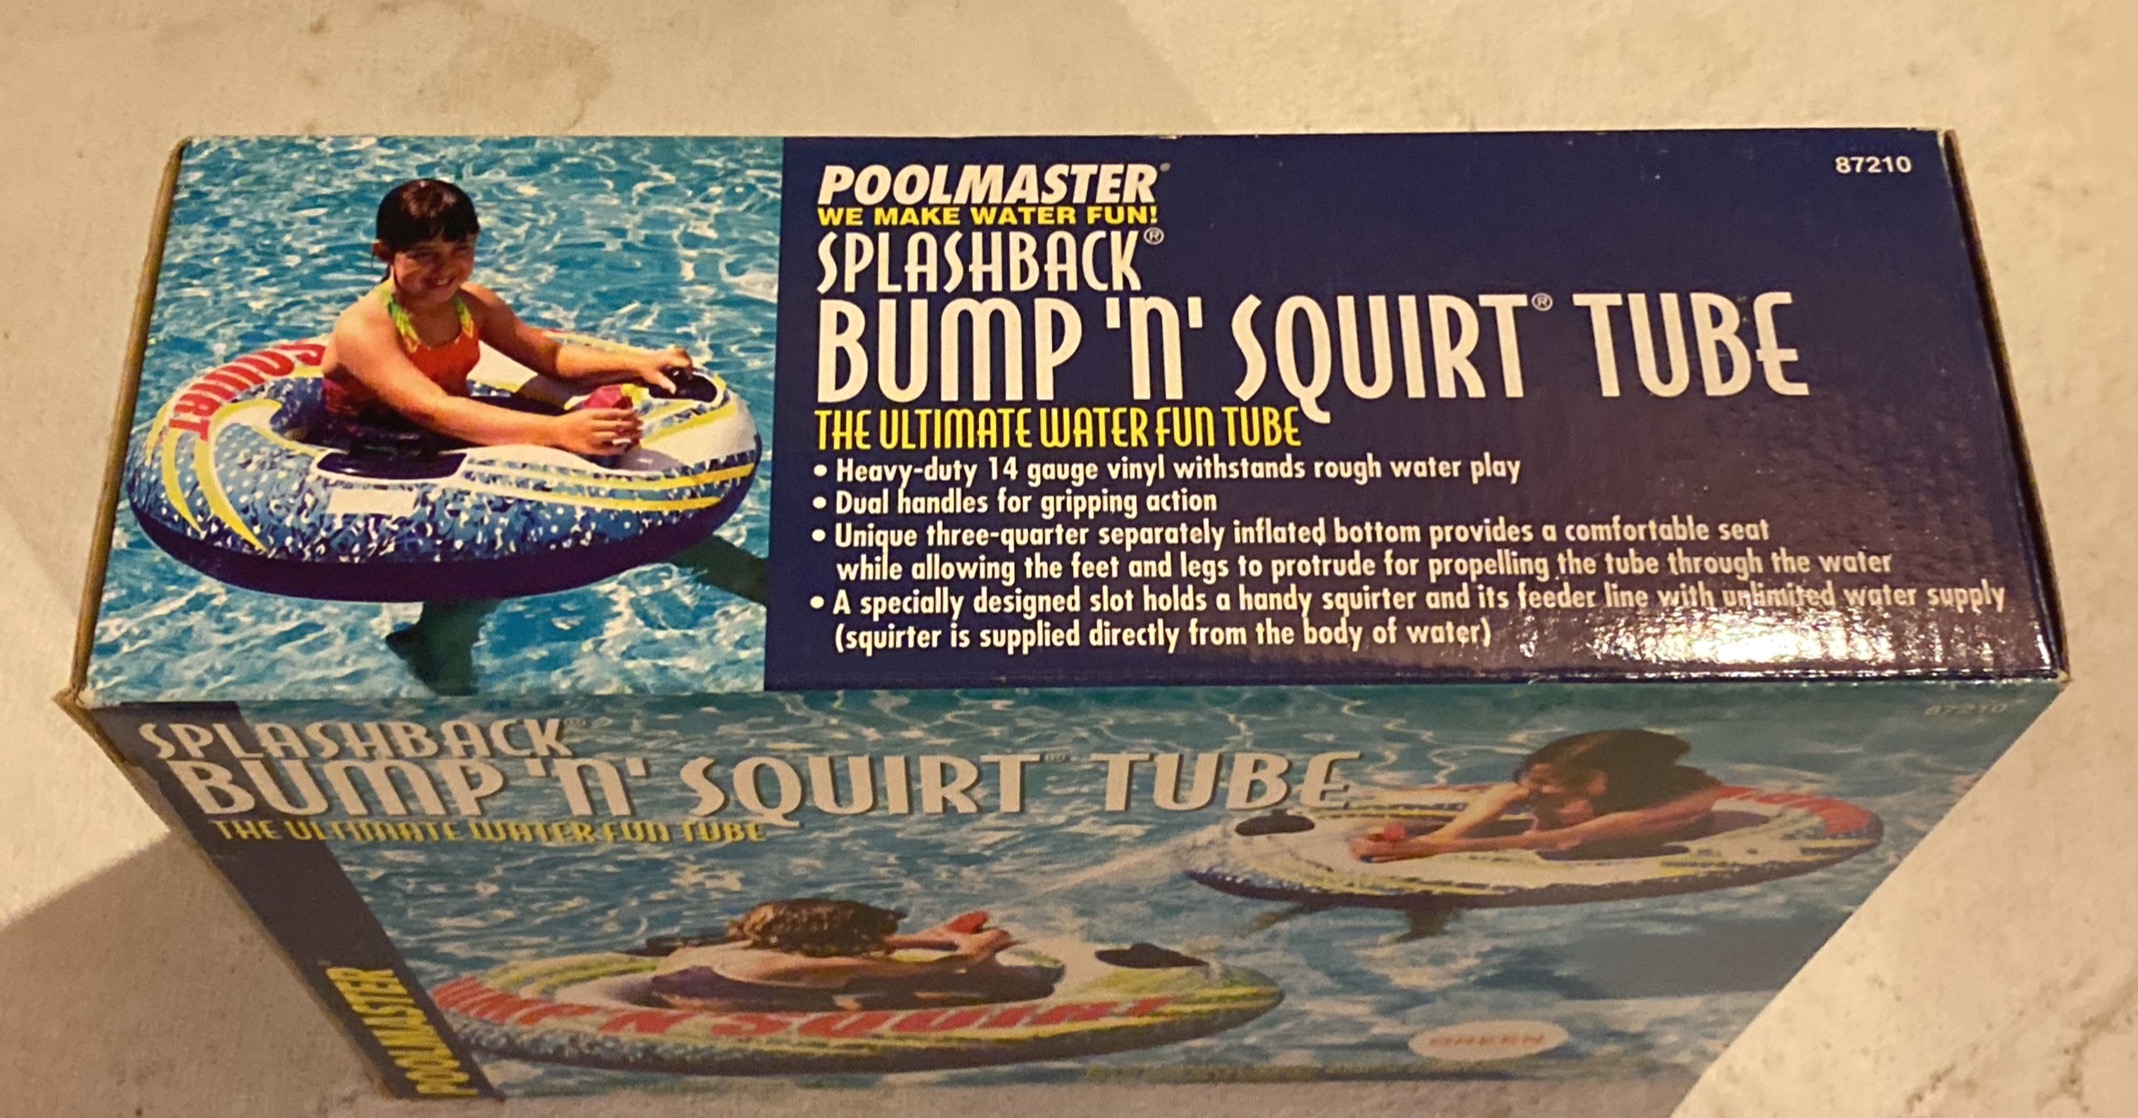 POOLMASTER®
WE MAKE WATER FUN!
SPLASHBACK®
BUMP 'N' SQUIRT® TUBE
THE ULTIMATE WATER FUN TUBE
• Heavy-duty 14 gauge vinyl withstands rough water play
• Dual handles for gripping action
• Unique three-quarter separately inflated bottom provides a comfortable seat
while allowing the feet and legs to protrude for propelling the tube through the water
• A specially designed slot holds a handy squirter and its feeder line with unlimited water supply
(squirter is supplied directly from the body of water)
87210
SQUIRT
SPLASHBACK
BUMP 'N' SQUIRT TUBE
THE ULTIMATE WATER FUN TUBE
87210
POOLMASTER
BUMP 'N' SQUIRT
GREEN